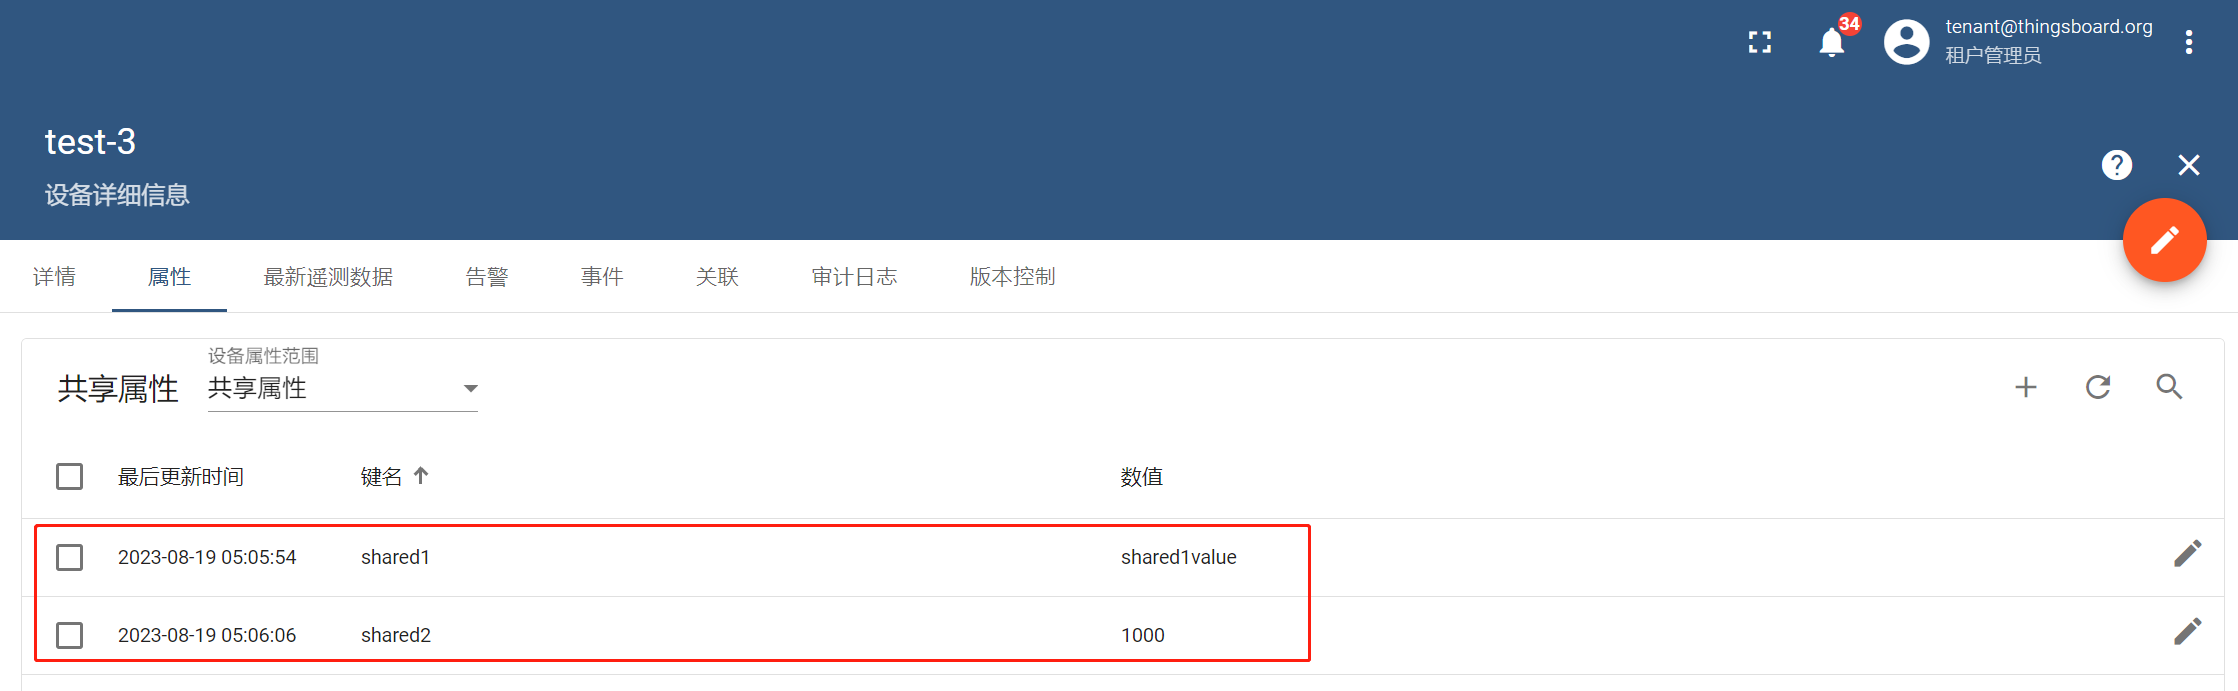 34
tenant@thingsboard.org
租户管理员
test-3
设备详细信息
详情 属性 最新遥测数据 告警 事件 关联 审计日志 版本控制
设备属性范围
共享属性 共享属性
最后更新时间 键名 数值
2023-08-19 05:05:54 shared1 shared1value
2023-08-19 05:06:06 shared2 1000